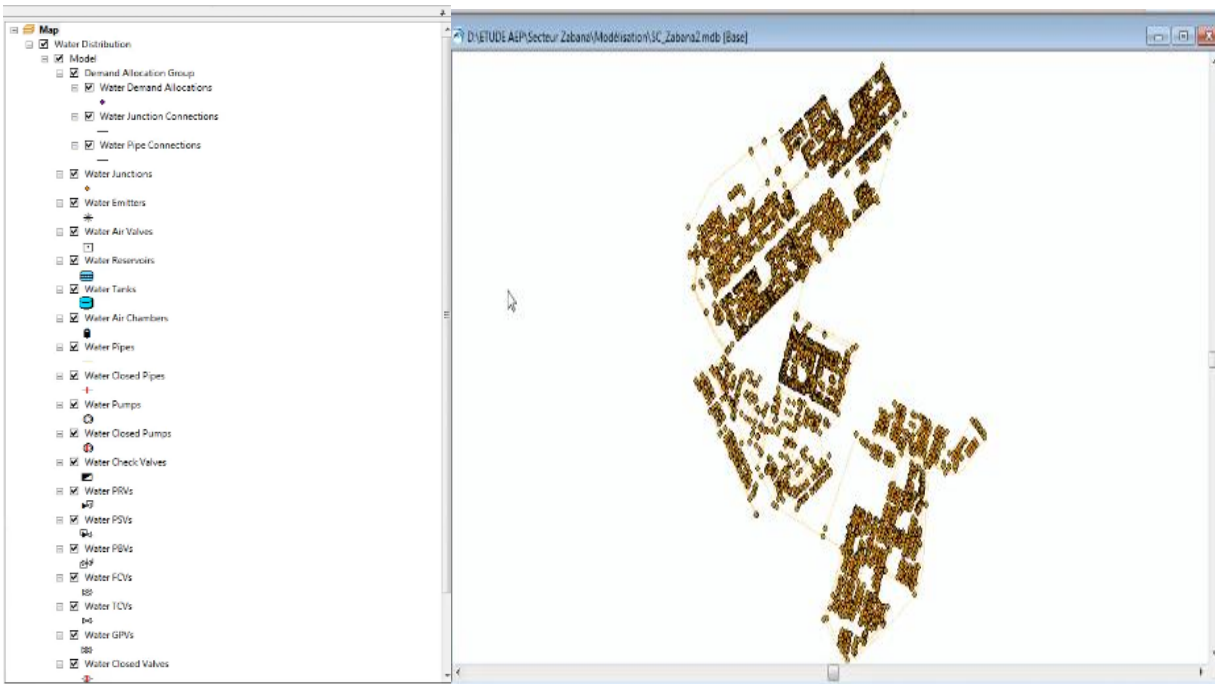 Map
Water Distribution
Model
Demand Allocation Group
Water Demand Allocations
Water Junction Connections
Water Pipe Connections
Water Junctions
Water Emitters
Water Air Valves
Water Reservoirs
Water Tanks
Water Air Chambers
Water Pipes
Water Closed Pipes
Water Pumps
Water Closed Pumps
Water Check Valves
Water PRVs
Water PSVs
Water PBVs
Water FCVs
Water TCVs
Water GPVs
Water Closed Valves
D:\ETUDE AEP\Secteur Zabana\Modélisation\SC_Zabana2.mdb [Base]